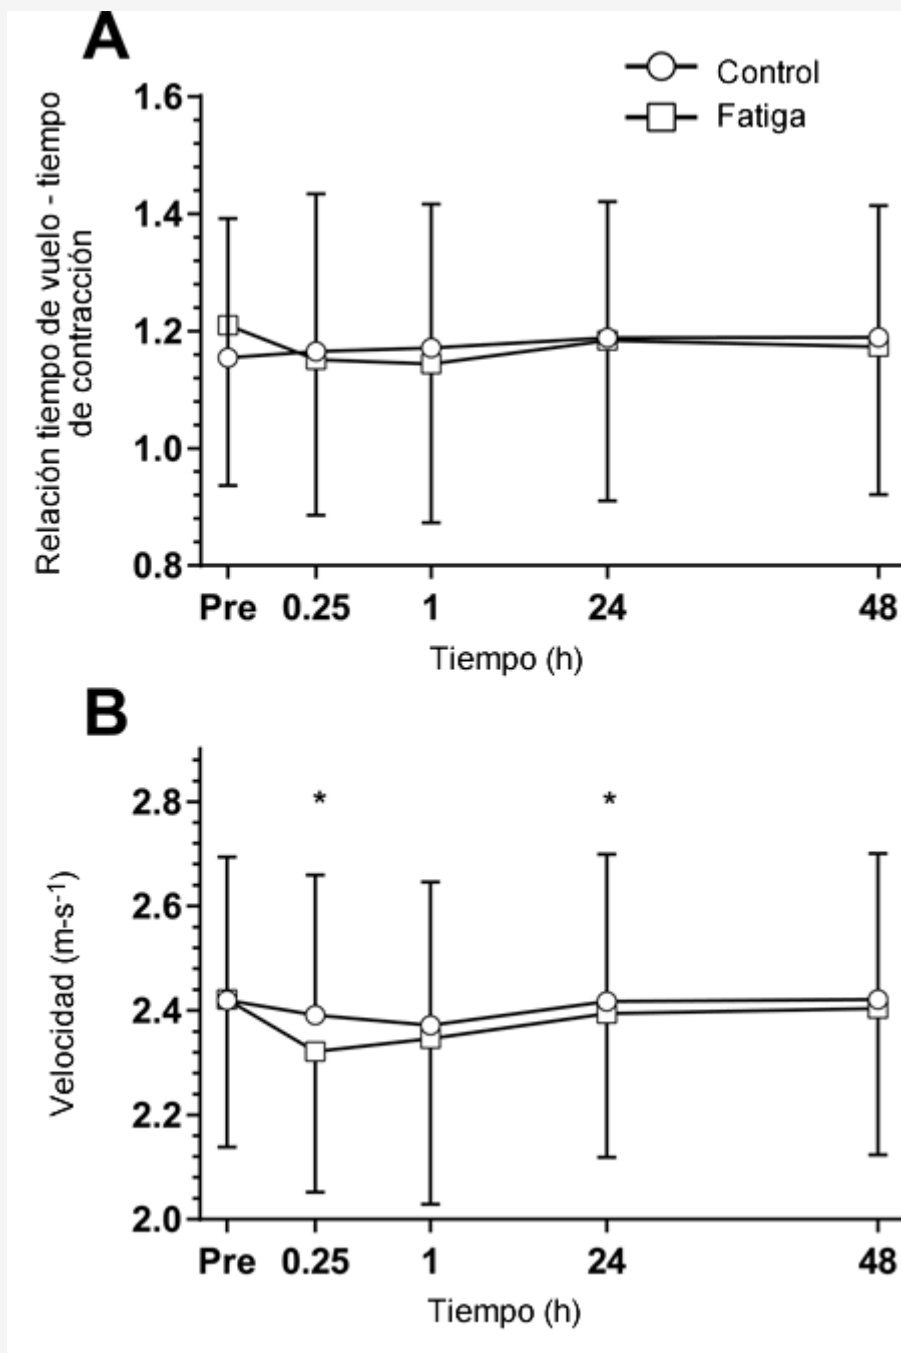 A
Control
Fatiga
Relación tiempo de vuelo - tiempo
de contracción
1.6
1.4
1.2
1.0
0.8
Pre 0.25 1 24 48
Tiempo (h)
B
Velocidad (m-s-1)
2.8
* *
2.6
2.4
2.2
2.0
Pre 0.25 1 24 48
Tiempo (h)